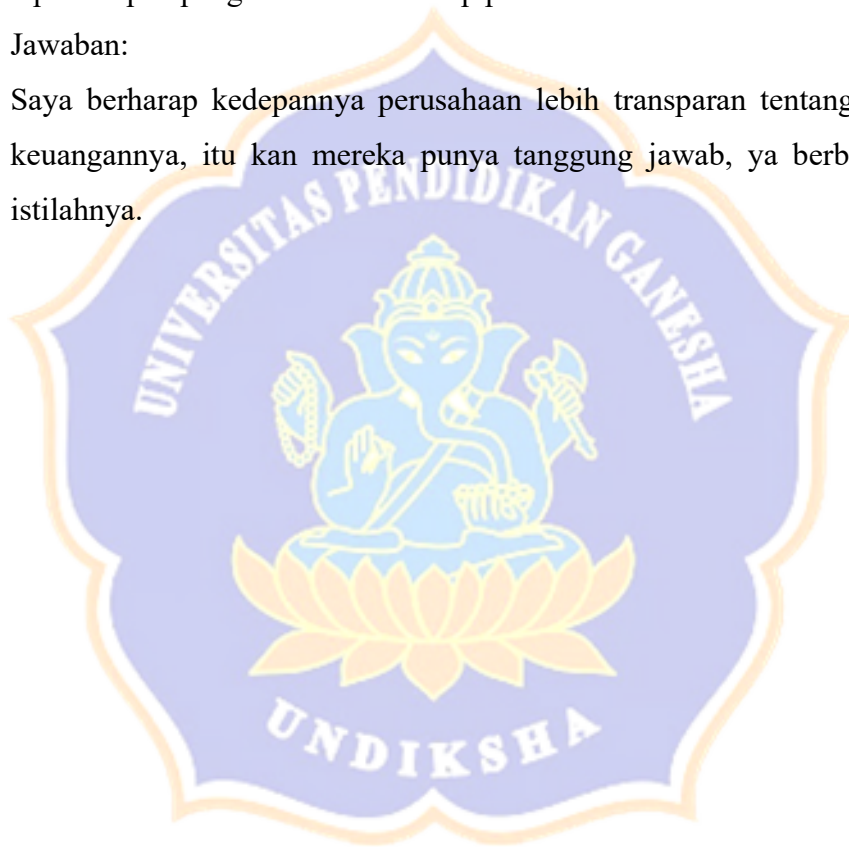 Jawaban:
Saya berharap kedepannya perusahaan lebih transparan tentang
keuangannya, itu kan mereka punya tanggung jawab, ya
istilahnya.
UNIVERSITAS PENDIDIKAN GANESHA
UNDIKSHA